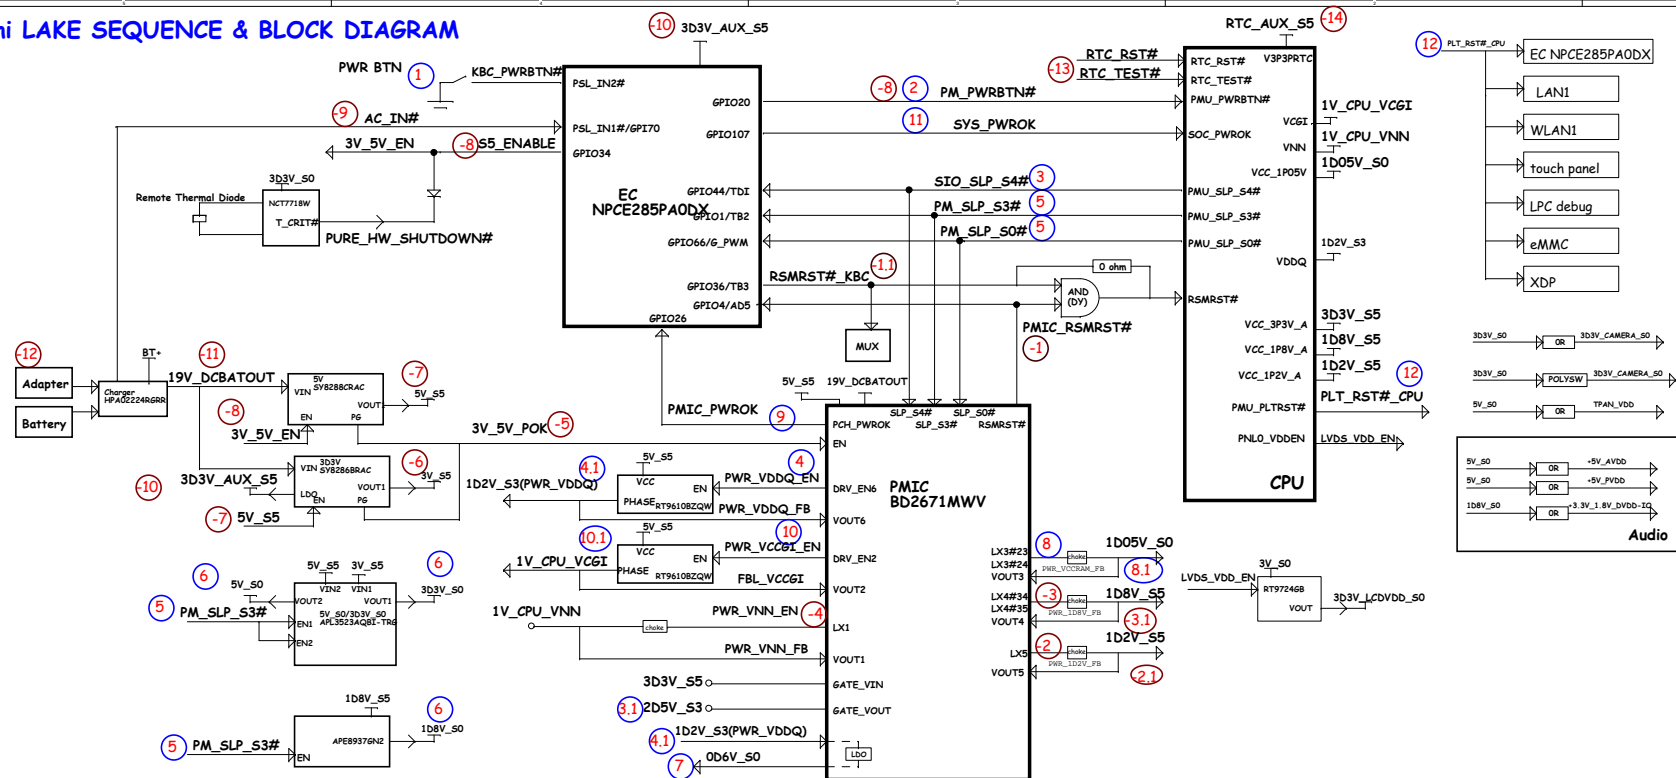 ni LAKE SEQUENCE & BLOCK DIAGRAM
-10 3D3V_AUX_S5
RTC_AUX_S5 -14
PWR BTN 1 KBC_PWRBTN#
PSL_IN2#
-9 AC_IN#
PSL_IN1#/GPI70
3V_5V_EN -8 S5_ENABLE
GPIO34
GPIO20
GPIO107
GPIO44/TDI
GPIO1/TB2
GPIO66/G_PWM
GPIO36/TB3
GPIO4/AD5
GPIO26
EC
NPCE285PA0DX
Remote Thermal Diode
3D3V_S0
NCT7718W
T_CRIT#
PURE_HW_SHUTDOWN#
-8 2 PM_PWRBTN#
11 SYS_PWROK
SIO_SLP_S4# 3
PM_SLP_S3# 5
PM_SLP_S0# 5
RSMRST#_KBC -1.1
0 ohm
AND
(DY)
MUX
PMIC_RSMRST#
-1
RTC_RST#
-13
RTC_TEST#
RTC_RST#
RTC_TEST#
PMU_PWRBTN#
SOC_PWROK
PMU_SLP_S4#
PMU_SLP_S3#
PMU_SLP_S0#
RSMRST#
V3P3PRTC
VCGI
VNN
VCC_1P05V
VDDQ
VCC_3P3V_A
VCC_1P8V_A
VCC_1P2V_A
PMU_PLTRST#
PNL0_VDDEN
CPU
1V_CPU_VCGI
1V_CPU_VNN
1D05V_S0
1D2V_S3
3D3V_S5
1D8V_S5
1D2V_S5
12
PLT_RST#_CPU
LVDS_VDD_EN
12 PLT_RST#_CPU
EC NPCE285PA0DX
LAN1
WLAN1
touch panel
LPC debug
eMMC
XDP
3D3V_S0 OR 3D3V_CAMERA_S0
3D3V_S0 POLYSW 3D3V_CAMERA_S0
5V_S0 OR TPAN_VDD
5V_S0 OR +5V_AVDD
5V_S0 OR +5V_PVDD
1D8V_S0 OR +3.3V_1.8V_DVDD-IO
Audio
-12
Adapter
Battery
BT+
Charger
HPA02224RGRR
-11
19V_DCBATOUT
5V
SY8288CRAC
VIN
VOUT
EN
PG
-7
5V_S5
-8
3V_5V_EN
3V_5V_POK -5
3D3V
SY8286BRAC
VIN
LDO
VOUT1
EN
PG
-6
3V_S5
3D3V_AUX_S5
-10
-7 5V_S5
6
5V_S0
5V_S5
3V_S5
VIN2
VIN1
VOUT2
VOUT1
5V_S0/3D3V_S0
APL3523AQBI-TRG
EN1
EN2
6
3D3V_S0
5 PM_SLP_S3#
1D8V_S5
APE8937GN2
EN
6
1D8V_S0
5 PM_SLP_S3#
5V_S5
19V_DCBATOUT
PMIC_PWROK 9
SLP_S4#
SLP_S3#
SLP_S0#
RSMRST#
PCH_PWROK
EN
DRV_EN6
VOUT6
DRV_EN2
VOUT2
LX1
VOUT1
GATE_VIN
GATE_VOUT
LDO
PMIC
BD2671MWV
4.1
5V_S5
VCC
PHASE
EN
RT9610BZQW
4
PWR_VDDQ_EN
PWR_VDDQ_FB
1D2V_S3(PWR_VDDQ)
10.1
5V_S5
VCC
PHASE
EN
RT9610BZQW
10
PWR_VCCGI_EN
FBL_VCCGI
1V_CPU_VCGI
1V_CPU_VNN
choke
PWR_VNN_EN -4
PWR_VNN_FB
3D3V_S5
3.1 2D5V_S3
4.1 1D2V_S3(PWR_VDDQ)
7 0D6V_S0
LX3#23
LX3#24
VOUT3
LX4#34
LX4#35
VOUT4
LX5
VOUT5
8 choke 1D05V_S0
PWR_VCCRAM_FB 8.1
-3 choke 1D8V_S5
PWR_1D8V_FB -3.1
-2 choke 1D2V_S5
PWR_1D2V_FB -2.1
LVDS_VDD_EN
3V_S0
RT9724GB
VOUT
3D3V_LCDVDD_S0